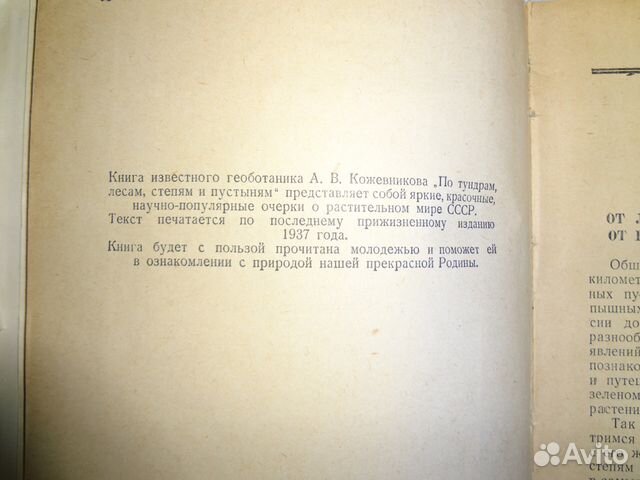 Книга известного геоботаника А. В. Кожевникова „По тундрам,
лесам, степям и пустыням“ представляет собой яркие, красочные,
научно-популярные очерки о растительном мире СССР.
Текст печатается по последнему прижизненному изданию
1937 года.
Книга будет с пользой прочитана молодежью и поможет ей
в ознакомлении с природой нашей прекрасной Родины.
ОТ
ОТ
Обш
километ
ных пу
пышных
сии до
разнооб
явлений
познако
и путеш
зеленом
растени
Так
тримся
степям
Avito